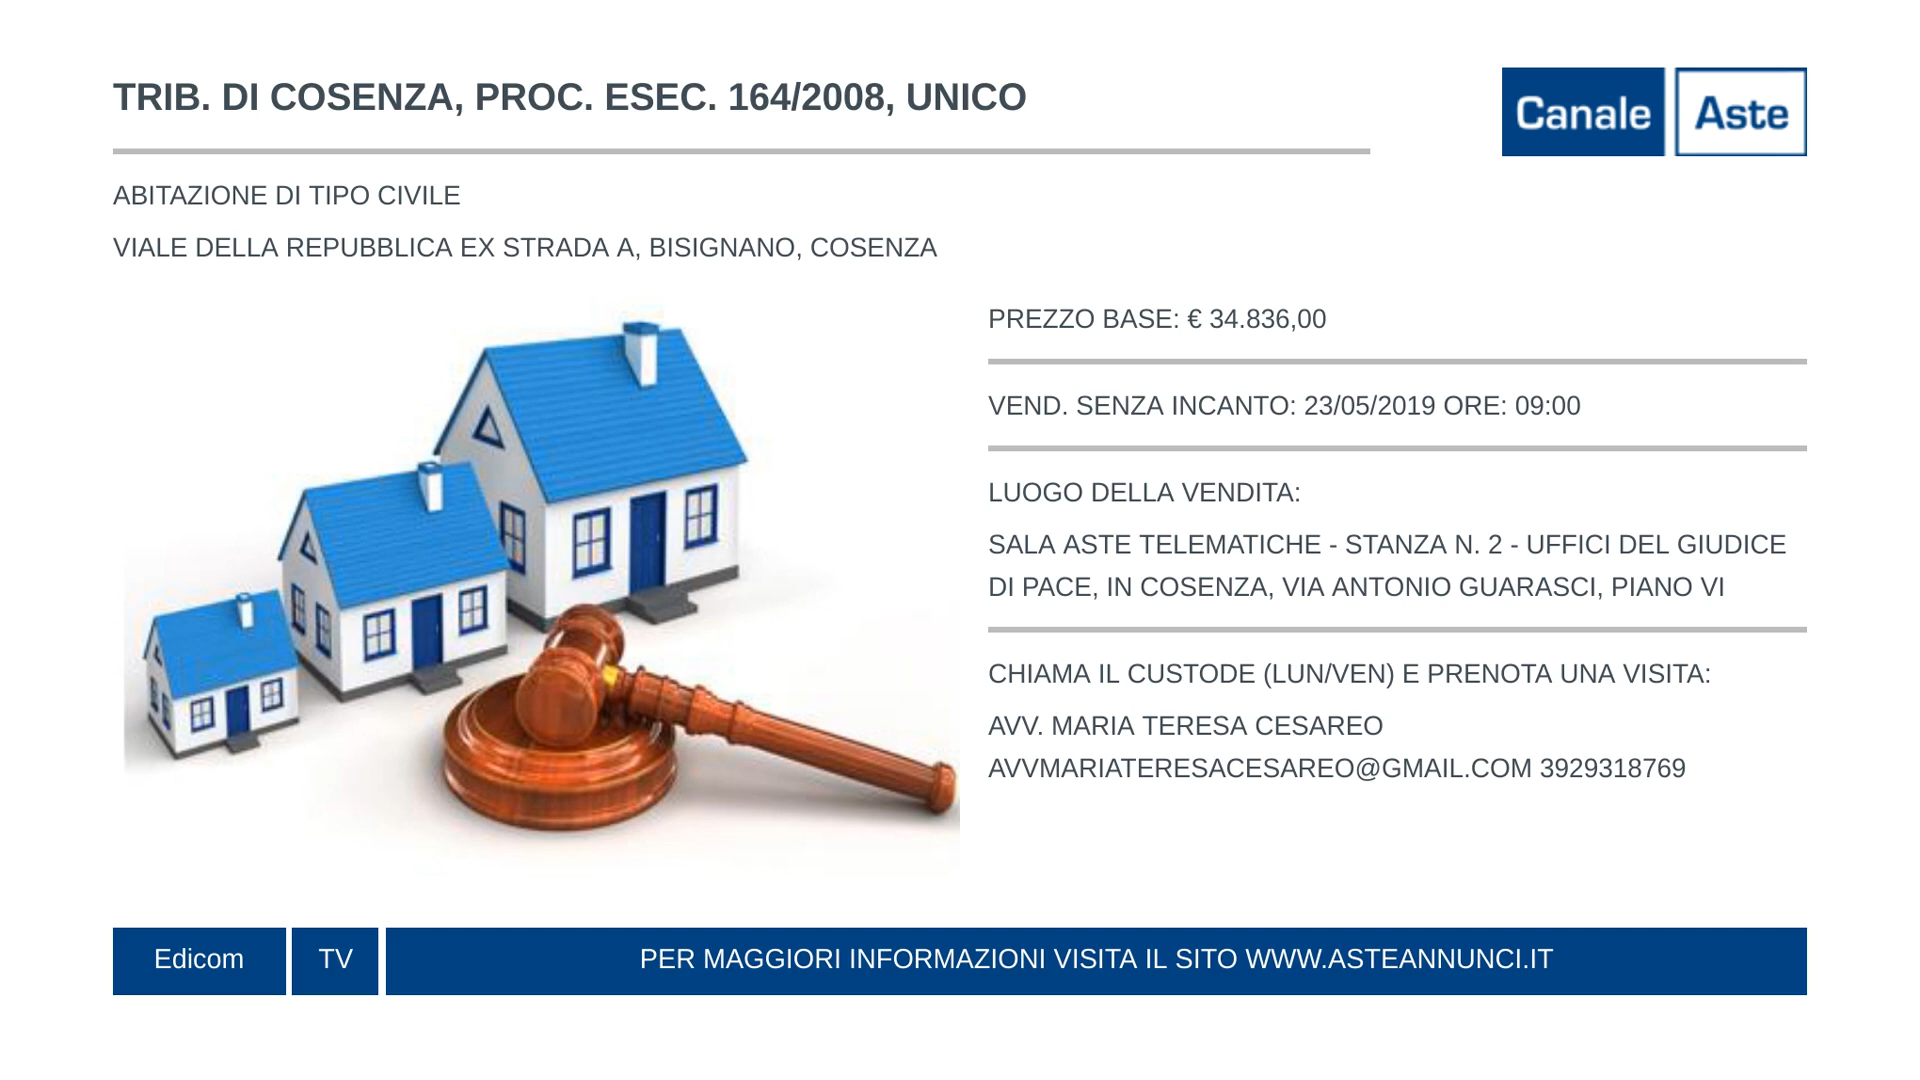 TRIB. DI COSENZA, PROC. ESEC. 164/2008, UNICO
Canale Aste
ABITAZIONE DI TIPO CIVILE
VIALE DELLA REPUBBLICA EX STRADA A, BISIGNANO, COSENZA
PREZZO BASE: € 34.836,00
VEND. SENZA INCANTO: 23/05/2019 ORE: 09:00
LUOGO DELLA VENDITA:
SALA ASTE TELEMATICHE - STANZA N. 2 - UFFICI DEL GIUDICE
DI PACE, IN COSENZA, VIA ANTONIO GUARASCI, PIANO VI
CHIAMA IL CUSTODE (LUN/VEN) E PRENOTA UNA VISITA:
AVV. MARIA TERESA CESAREO
AVVMARIATERESACESAREO@GMAIL.COM 3929318769
Edicom TV PER MAGGIORI INFORMAZIONI VISITA IL SITO WWW.ASTEANNUNCI.IT